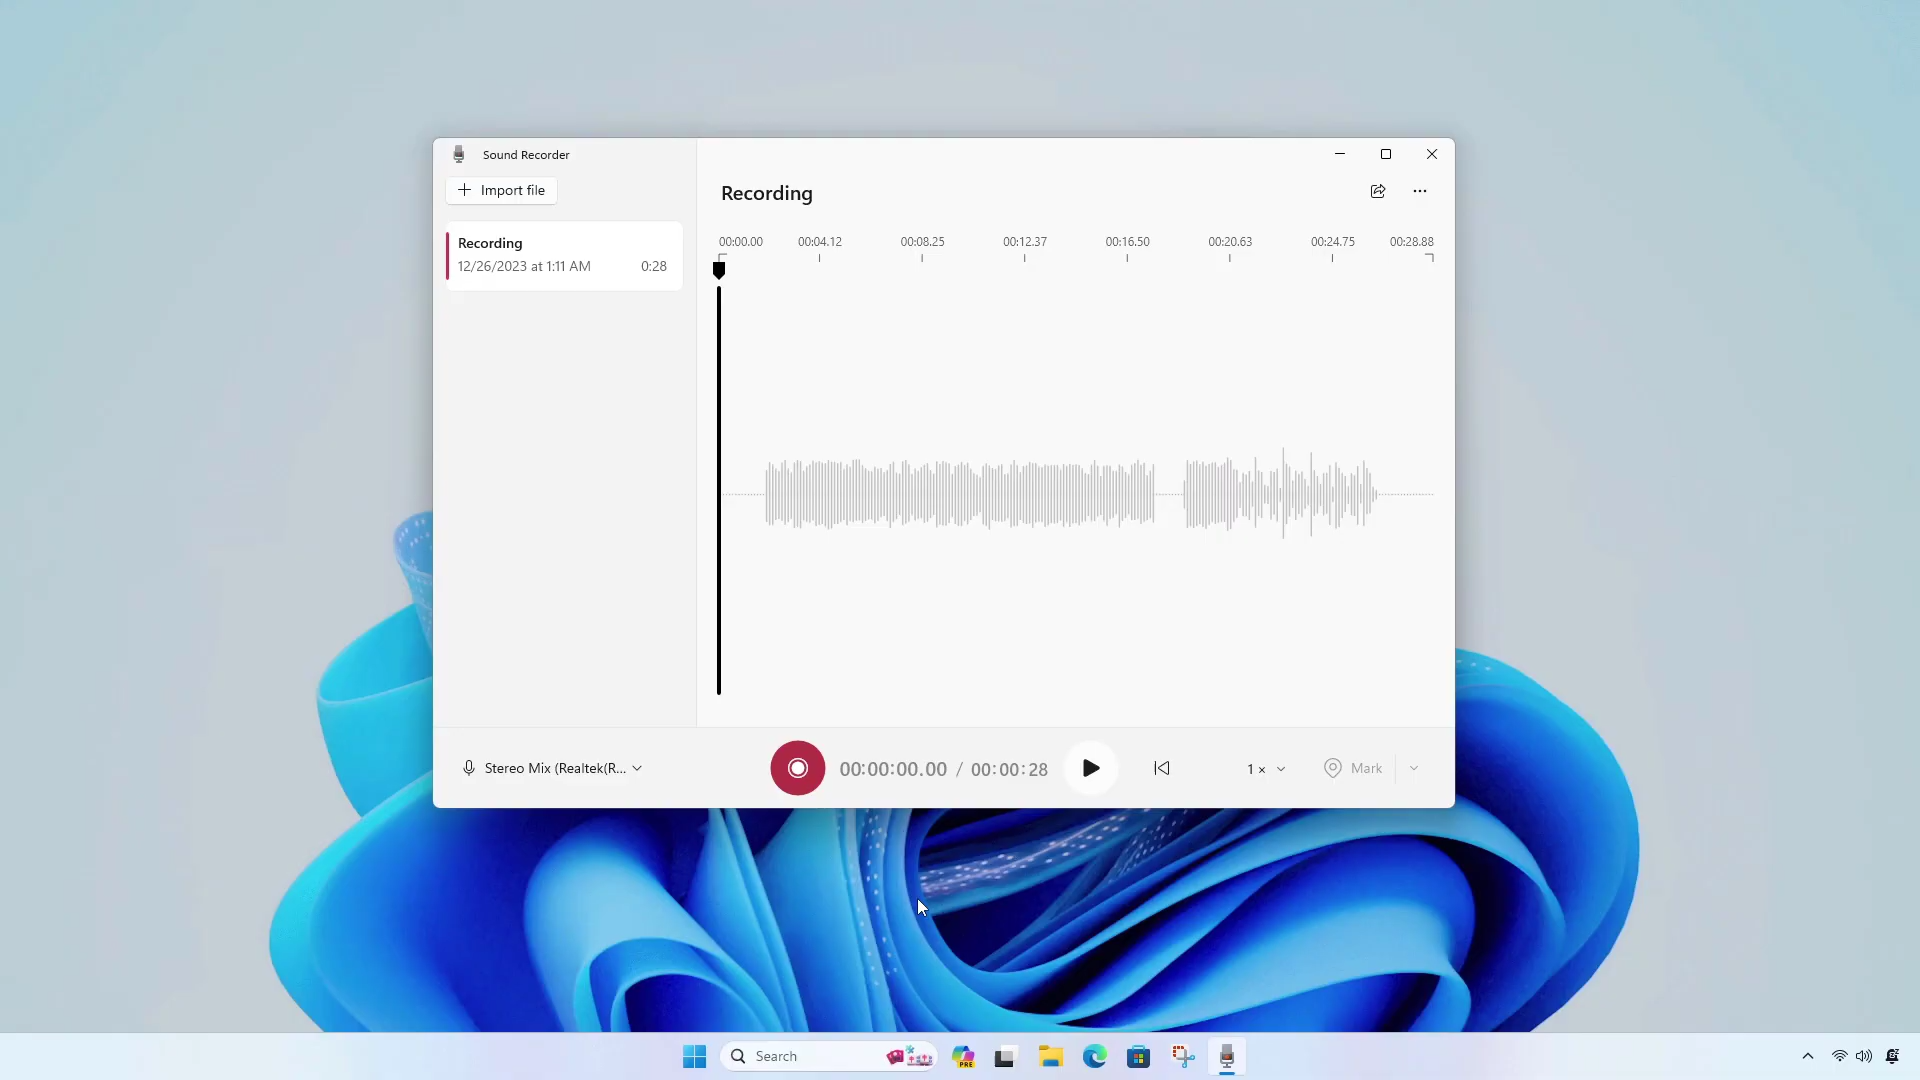 Sound Recorder
Import file
Recording
12/26/2023 at 1:11 AM 0:28
Recording
00:00.00 00:04.12 00:08.25 00:12.37 00:16.50 00:20.63 00:24.75 00:28.88
Stereo Mix (Realtek(R...
00:00:00.00 / 00:00:28
1 ×
Mark
Search
PRE